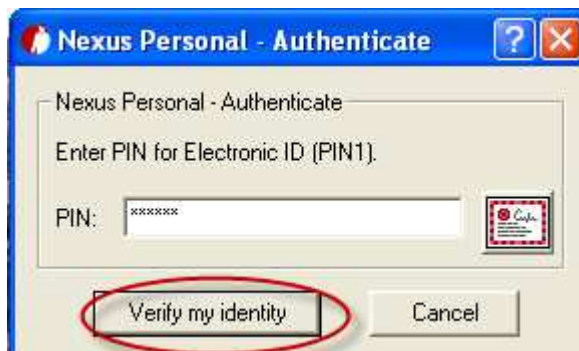 Nexus Personal - Authenticate
Nexus Personal - Authenticate
Enter PIN for Electronic ID (PIN1).
PIN: ******
Verify my identity Cancel